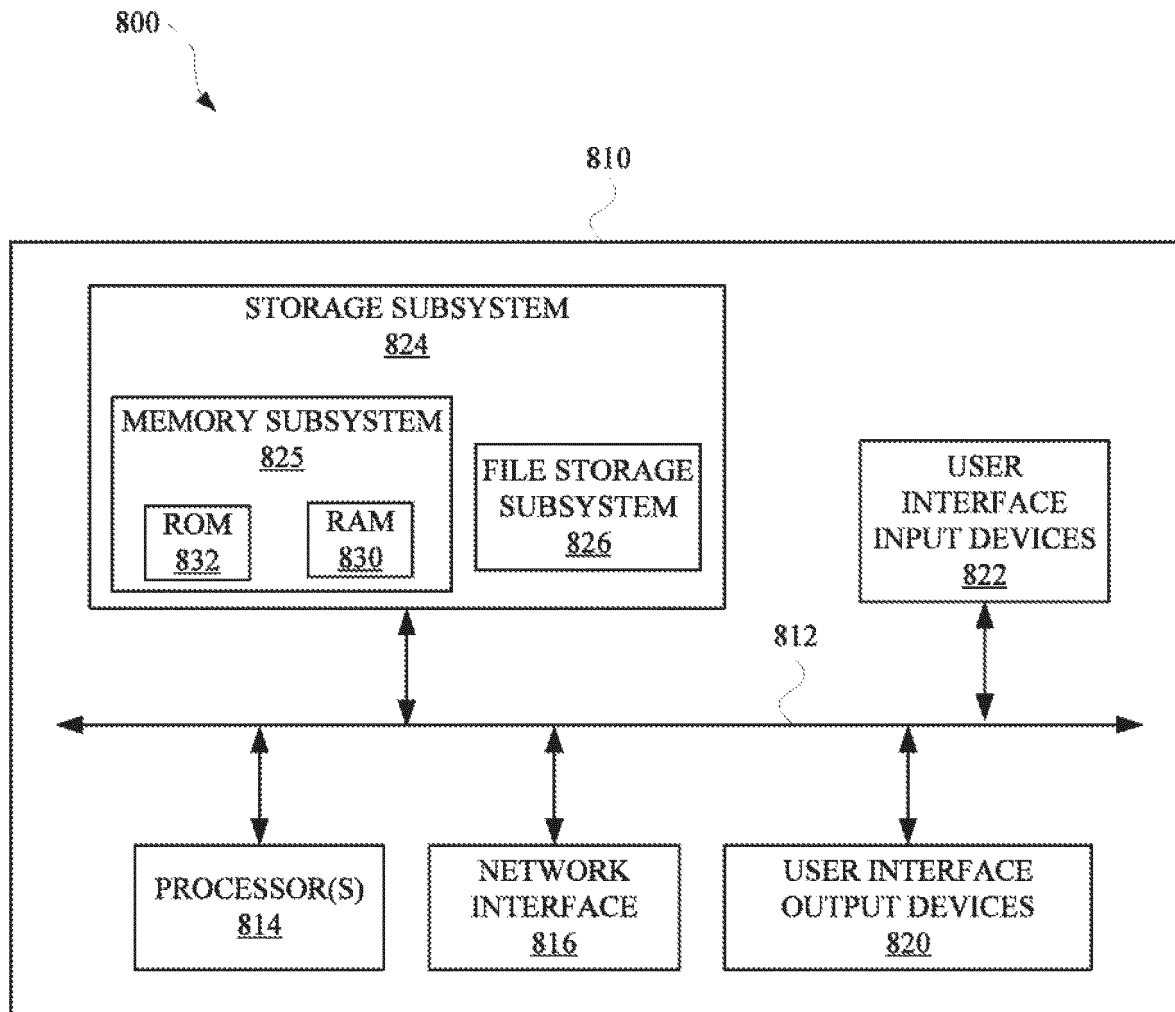 800
810
STORAGE SUBSYSTEM
824
MEMORY SUBSYSTEM
825
ROM
832
RAM
830
FILE STORAGE
SUBSYSTEM
826
USER
INTERFACE
INPUT DEVICES
822
812
PROCESSOR(S)
814
NETWORK
INTERFACE
816
USER INTERFACE
OUTPUT DEVICES
820